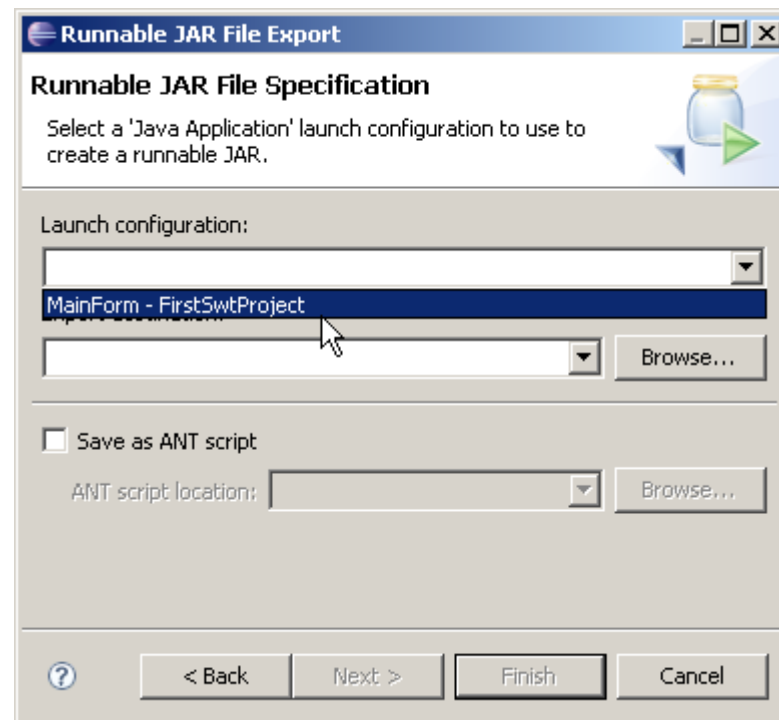 Runnable JAR File Export
Runnable JAR File Specification
Select a 'Java Application' launch configuration to use to
create a runnable JAR.
Launch configuration:
MainForm - FirstSwtProject
Browse...
Save as ANT script
ANT script location:
Browse...
< Back
Next >
Finish
Cancel